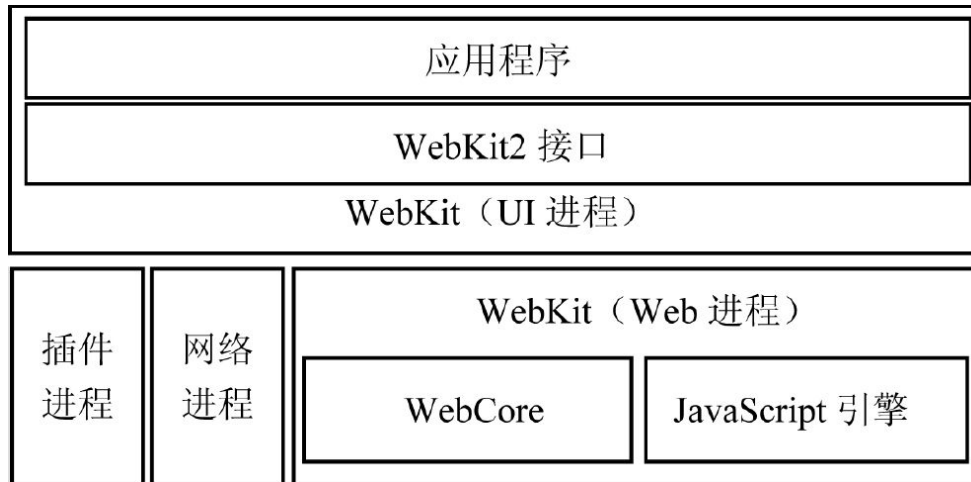 应用程序
WebKit2 接口
WebKit（UI 进程）
插件
进程
网络
进程
WebKit（Web 进程）
WebCore
JavaScript 引擎